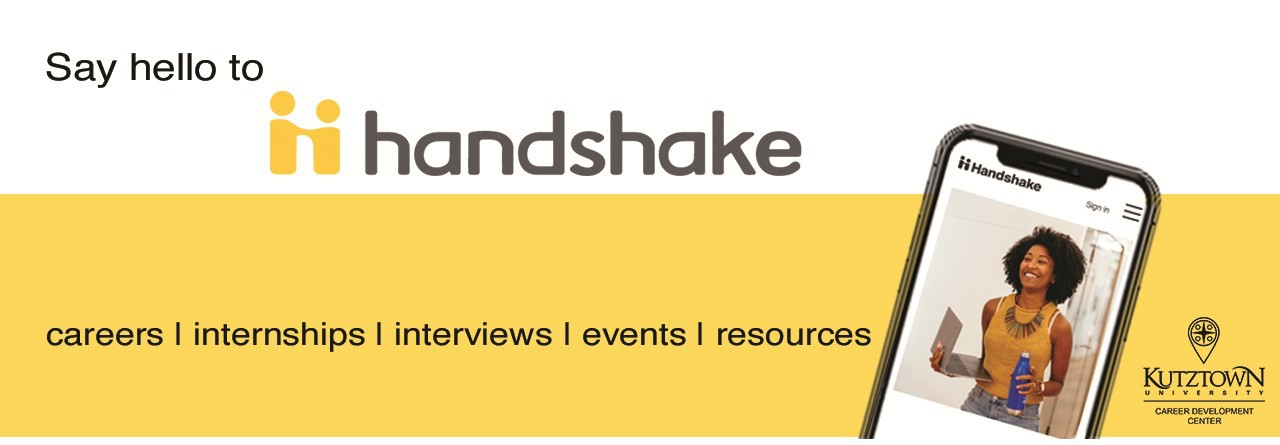 Say hello to
handshake
Handshake
Sign in
careers | internships | interviews | events | resources
KUTZTOWN
UNIVERSITY
CAREER DEVELOPMENT
CENTER